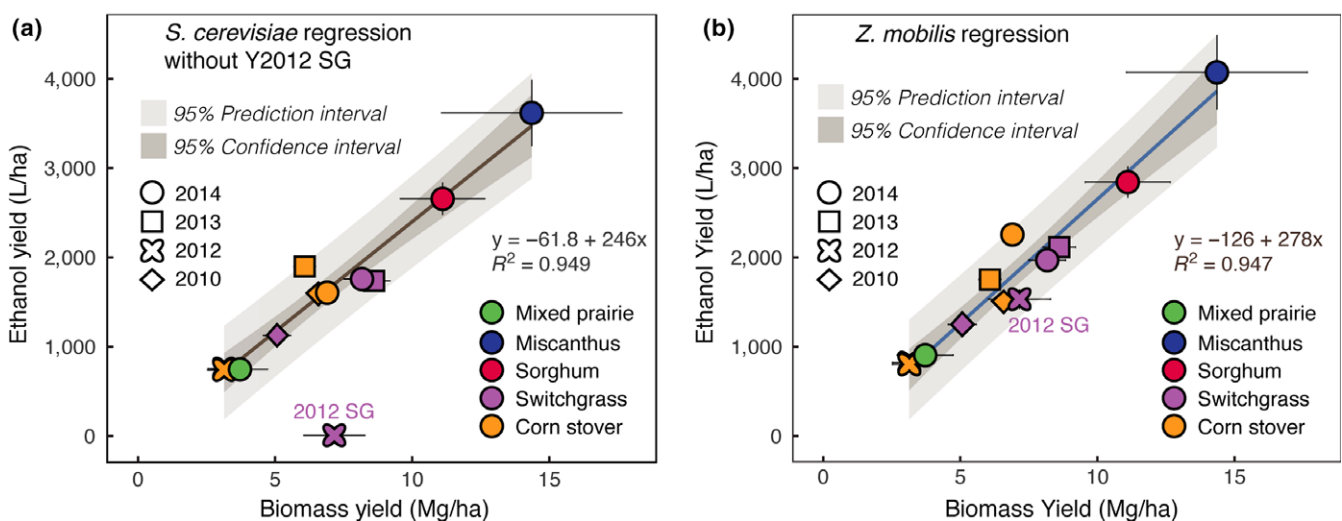 (a)
S. cerevisiae regression
without Y2012 SG
95% Prediction interval
95% Confidence interval
2014
2013
2012
2010
y = −61.8 + 246x
R² = 0.949
Mixed prairie
Miscanthus
Sorghum
Switchgrass
Corn stover
2012 SG
Ethanol yield (L/ha)
4,000
3,000
2,000
1,000
0
0
5
10
15
Biomass yield (Mg/ha)
(b)
Z. mobilis regression
95% Prediction interval
95% Confidence interval
2014
2013
2012
2010
y = −126 + 278x
R² = 0.947
2012 SG
Mixed prairie
Miscanthus
Sorghum
Switchgrass
Corn stover
Ethanol Yield (L/ha)
4,000
3,000
2,000
1,000
0
0
5
10
15
Biomass Yield (Mg/ha)